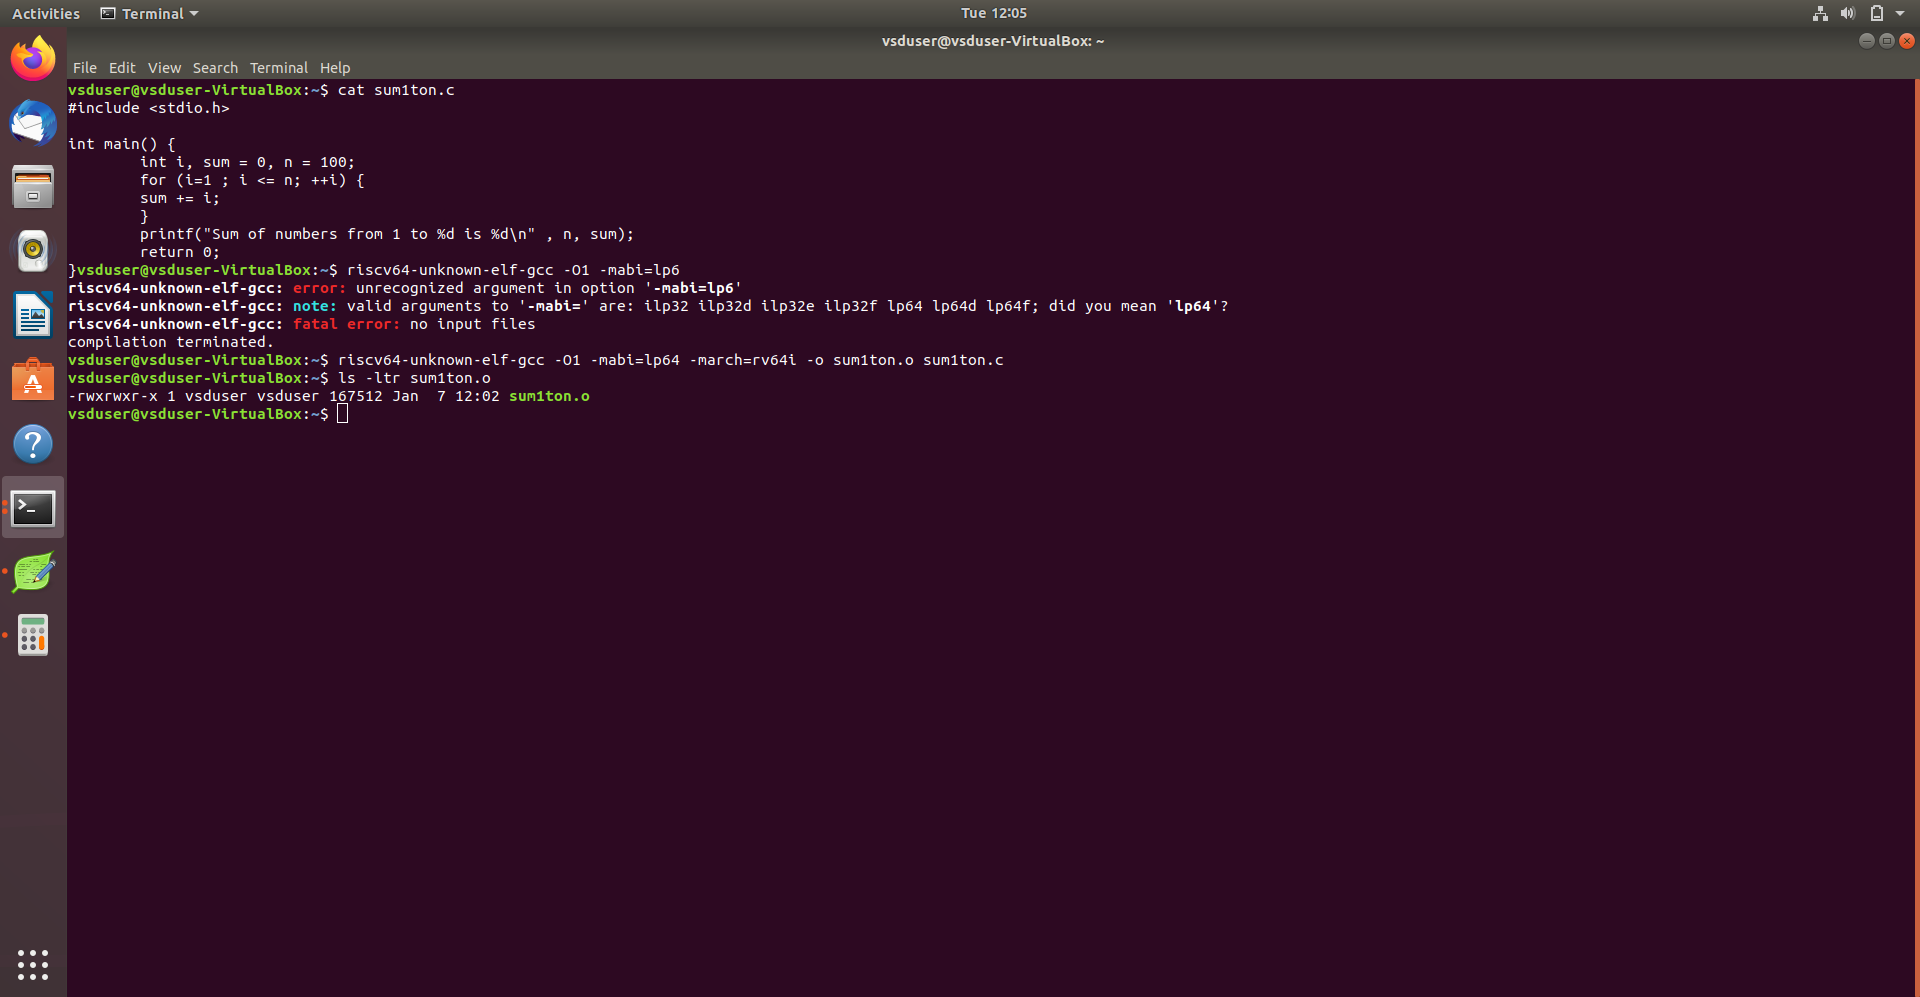 Activities Terminal Tue 12:05
vsduser@vsduser-VirtualBox: ~
File Edit View Search Terminal Help
vsduser@vsduser-VirtualBox:~$ cat sum1ton.c
#include <stdio.h>
int main() {
        int i, sum = 0, n = 100;
        for (i=1 ; i <= n; ++i) {
        sum += i;
        }
        printf("Sum of numbers from 1 to %d is %d\n" , n, sum);
        return 0;
}vsduser@vsduser-VirtualBox:~$ riscv64-unknown-elf-gcc -O1 -mabi=lp6
riscv64-unknown-elf-gcc: error: unrecognized argument in option '-mabi=lp6'
riscv64-unknown-elf-gcc: note: valid arguments to '-mabi=' are: ilp32 ilp32d ilp32e ilp32f lp64 lp64d lp64f; did you mean 'lp64'?
riscv64-unknown-elf-gcc: fatal error: no input files
compilation terminated.
vsduser@vsduser-VirtualBox:~$ riscv64-unknown-elf-gcc -O1 -mabi=lp64 -march=rv64i -o sum1ton.o sum1ton.c
vsduser@vsduser-VirtualBox:~$ ls -ltr sum1ton.o
-rwxrwxr-x 1 vsduser vsduser 167512 Jan  7 12:02 sum1ton.o
vsduser@vsduser-VirtualBox:~$